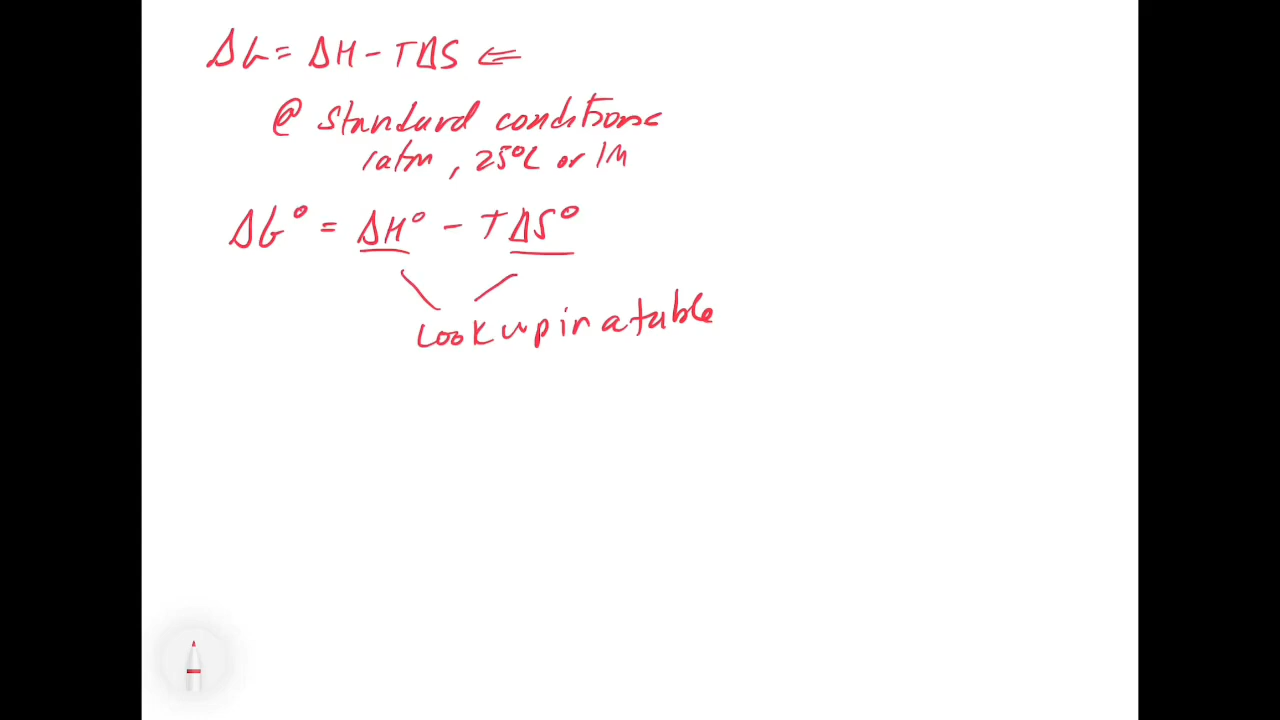 ΔG = ΔH - TΔS ⇐
@ standard conditions
1atm, 25°C or 1M
ΔG° = ΔH° - TΔS°
Look up in a table